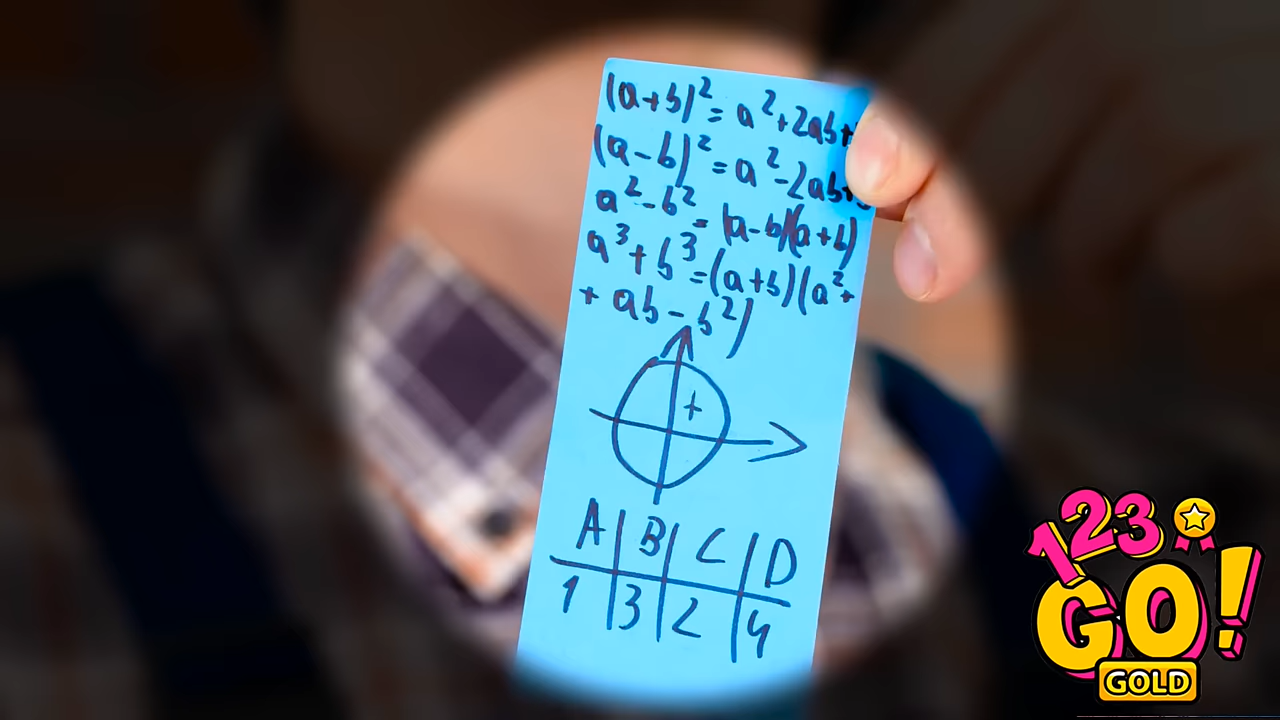 (a+b)² = a²+2ab+
(a-b)² = a²-2ab+
a²-b² = (a-b)(a+b)
a³+b³=(a+b)(a²+
+ ab-b²)
+
A | B | C | D
1 | 3 | 2 | 4
123
GO!
GOLD